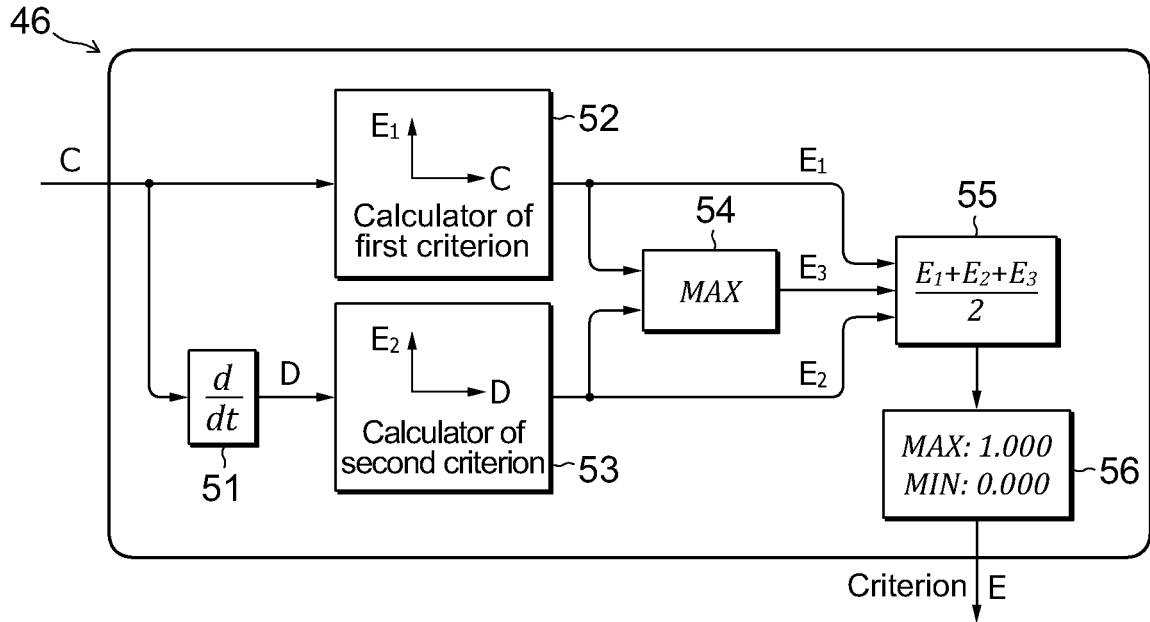 46
C
E₁
C
Calculator of
first criterion
52
E₁
54
MAX
E₃
55
E₁+E₂+E₃
2
d
dt
51
D
E₂
D
Calculator of
second criterion
53
E₂
MAX: 1.000
MIN: 0.000
56
Criterion E